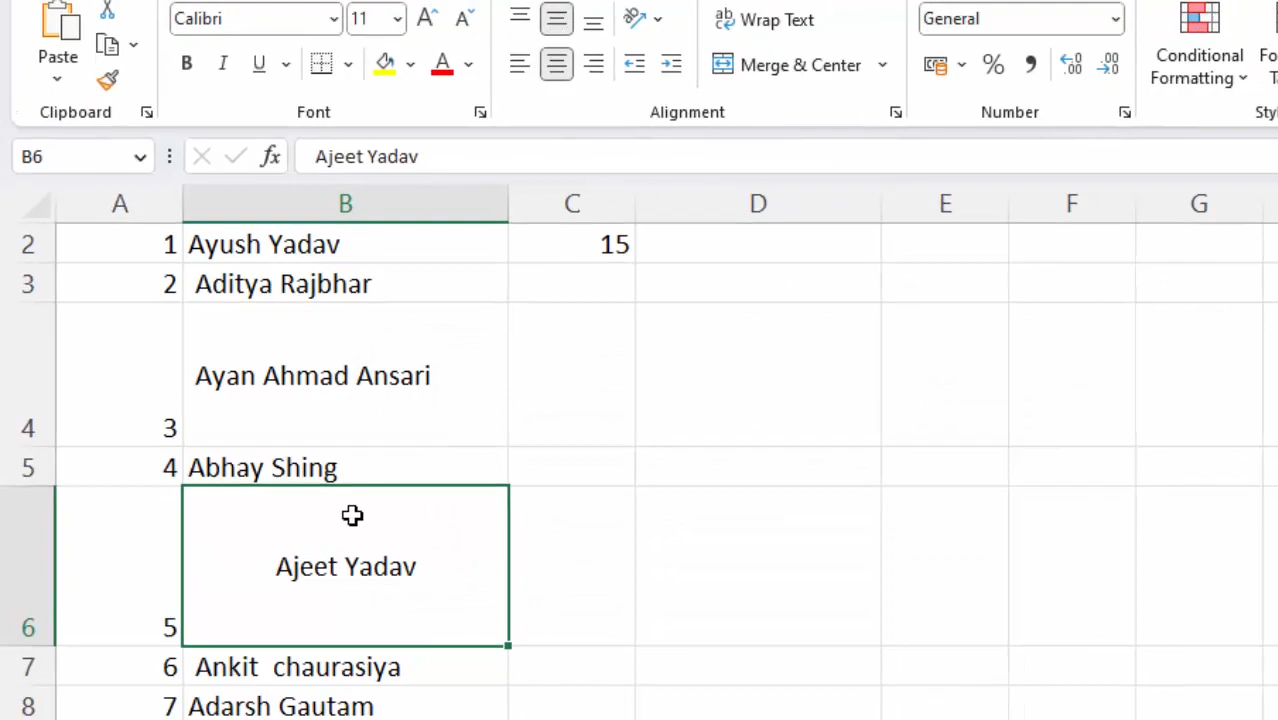 Calibri 11 Wrap Text General
Paste
B I U A Merge & Center % Conditional
Formatting
Clipboard Font Alignment Number
B6 fx Ajeet Yadav
A B C D E F G
2 1 Ayush Yadav 15
3 2 Aditya Rajbhar
Ayan Ahmad Ansari
4 3
5 4 Abhay Shing
Ajeet Yadav
6 5
7 6 Ankit  chaurasiya
8 7 Adarsh Gautam